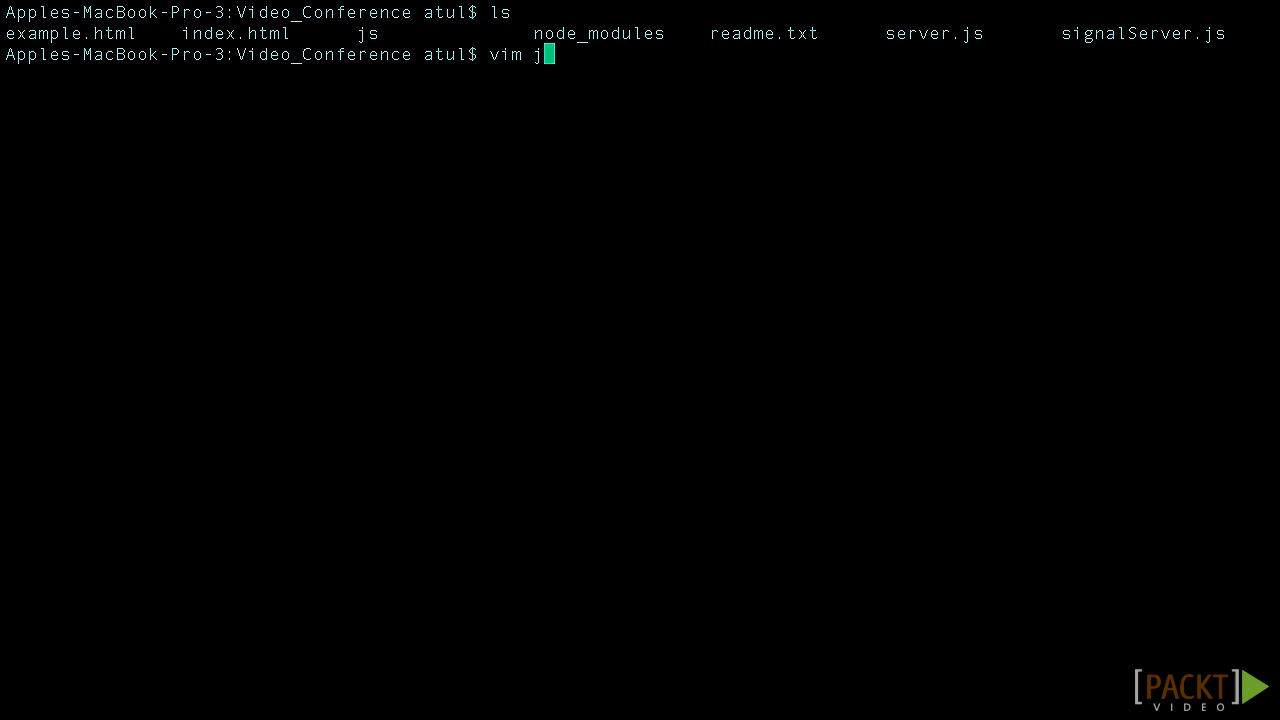 Apples-MacBook-Pro-3:Video_Conference atul$ ls
example.html index.html js node_modules readme.txt server.js signalServer.js
Apples-MacBook-Pro-3:Video_Conference atul$ vim j
[PACKT]
VIDEO